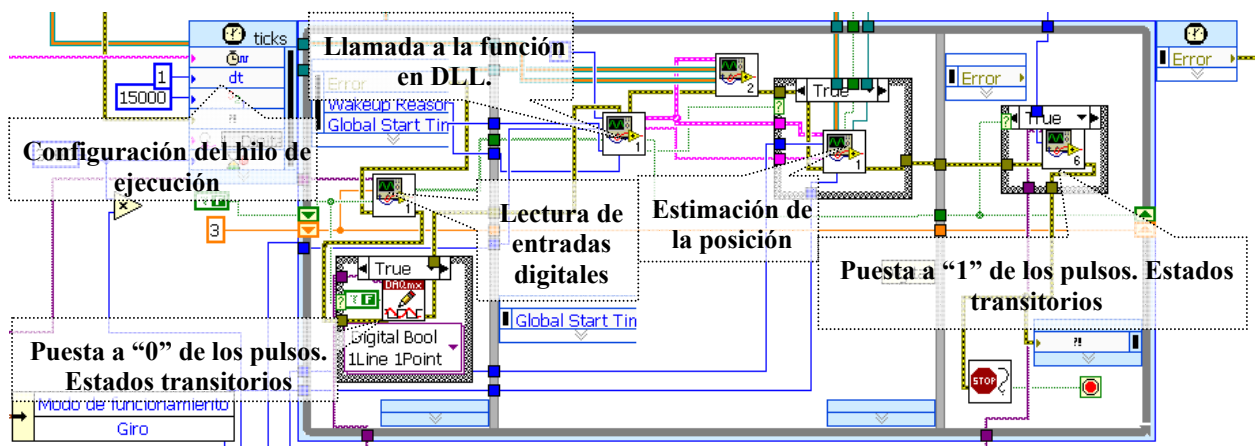 ticks
dt
1
15000
?!
Configuración del hilo de
ejecución
F
3
Llamada a la función
en DLL.
Error
Wakeup Reason
Global Start Tim
1
Lectura de
entradas
digitales
1
2
True
?
1
Estimación de
la posición
True
?
F
DAQmx
Digital Bool
1Line 1Point
Puesta a “0” de los pulsos.
Estados transitorios
Modo de funcionamiento
Giro
Global Start Tim
Error
True
?
6
Puesta a “1” de los pulsos. Estados
transitorios
?!
STOP
Error